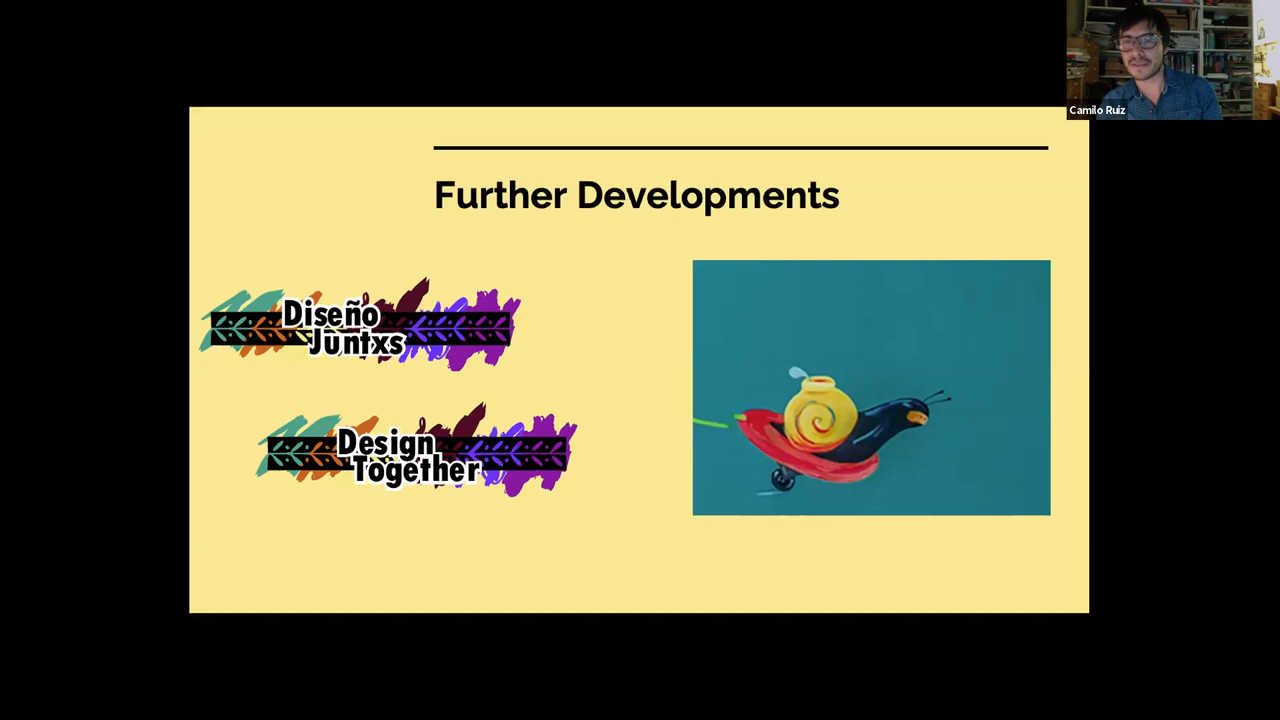 Camilo Ruiz
Further Developments
Diseño
Juntxs
Design
Together